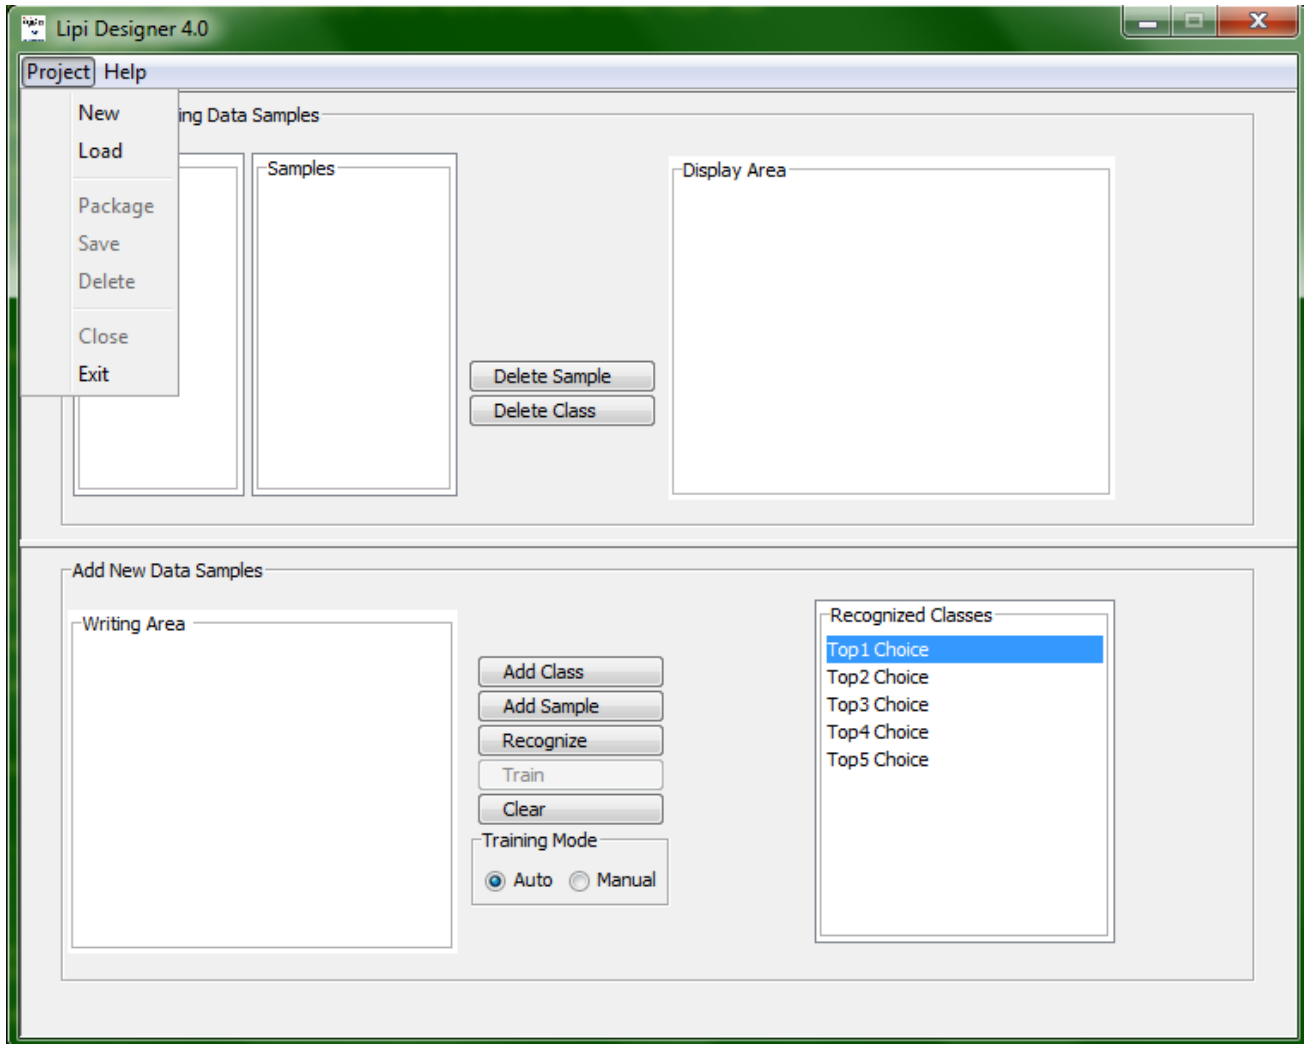 Lipi Designer 4.0
Project Help
New
Load
Package
Save
Delete
Close
Exit
ing Data Samples
Samples
Display Area
Delete Sample
Delete Class
Add New Data Samples
Writing Area
Add Class
Add Sample
Recognize
Train
Clear
Training Mode
Auto Manual
Recognized Classes
Top1 Choice
Top2 Choice
Top3 Choice
Top4 Choice
Top5 Choice